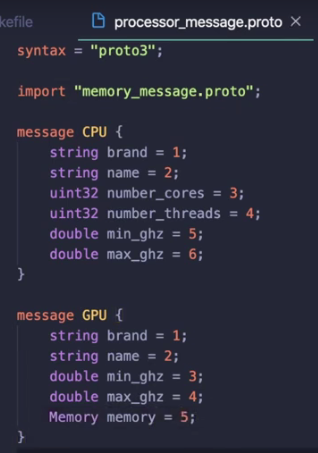 kefile
processor_message.proto ×
syntax = "proto3";
import "memory_message.proto";
message CPU {
string brand = 1;
string name = 2;
uint32 number_cores = 3;
uint32 number_threads = 4;
double min_ghz = 5;
double max_ghz = 6;
}
message GPU {
string brand = 1;
string name = 2;
double min_ghz = 3;
double max_ghz = 4;
Memory memory = 5;
}